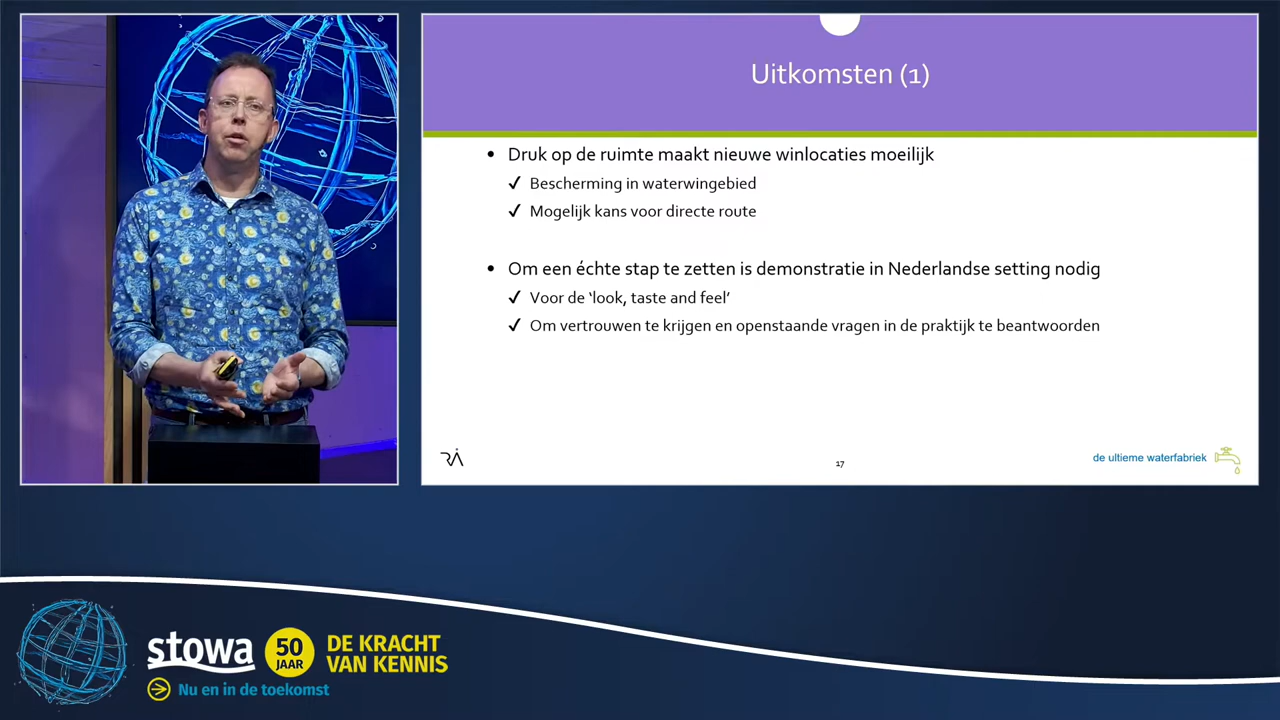 Uitkomsten (1)
• Druk op de ruimte maakt nieuwe winlocaties moeilijk
✓ Bescherming in waterwingebied
✓ Mogelijk kans voor directe route
• Om een échte stap te zetten is demonstratie in Nederlandse setting nodig
✓ Voor de ‘look, taste and feel’
✓ Om vertrouwen te krijgen en openstaande vragen in de praktijk te beantwoorden
17
de ultieme waterfabriek
stowa
50
JAAR
DE KRACHT
VAN KENNIS
Nu en in de toekomst